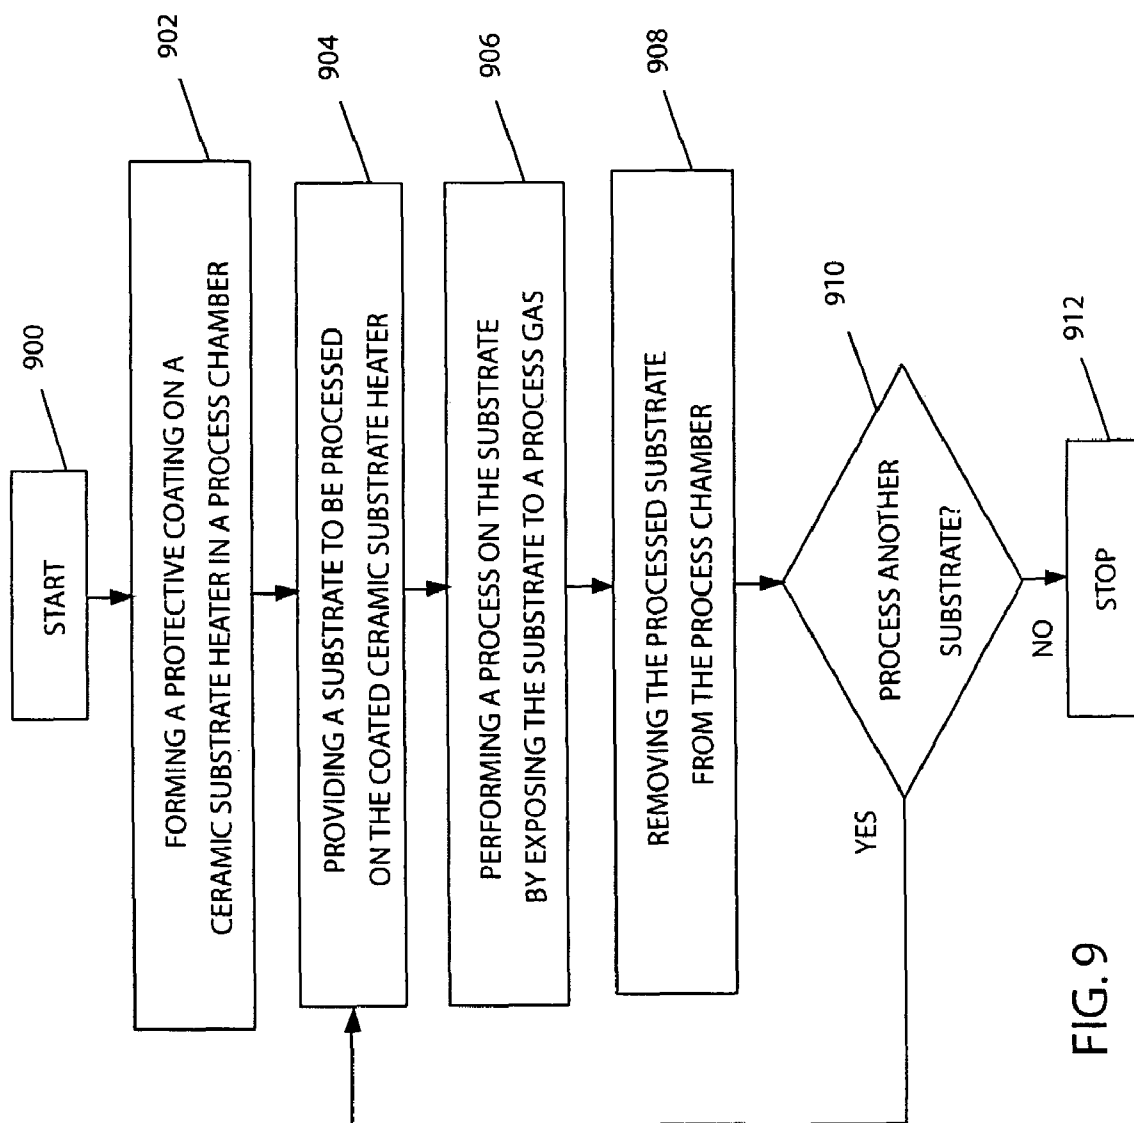 900
START
902
FORMING A PROTECTIVE COATING ON A
CERAMIC SUBSTRATE HEATER IN A PROCESS CHAMBER
904
PROVIDING A SUBSTRATE TO BE PROCESSED
ON THE COATED CERAMIC SUBSTRATE HEATER
906
PERFORMING A PROCESS ON THE SUBSTRATE
BY EXPOSING THE SUBSTRATE TO A PROCESS GAS
908
REMOVING THE PROCESSED SUBSTRATE
FROM THE PROCESS CHAMBER
910
PROCESS ANOTHER
SUBSTRATE?
YES
NO
912
STOP
FIG. 9